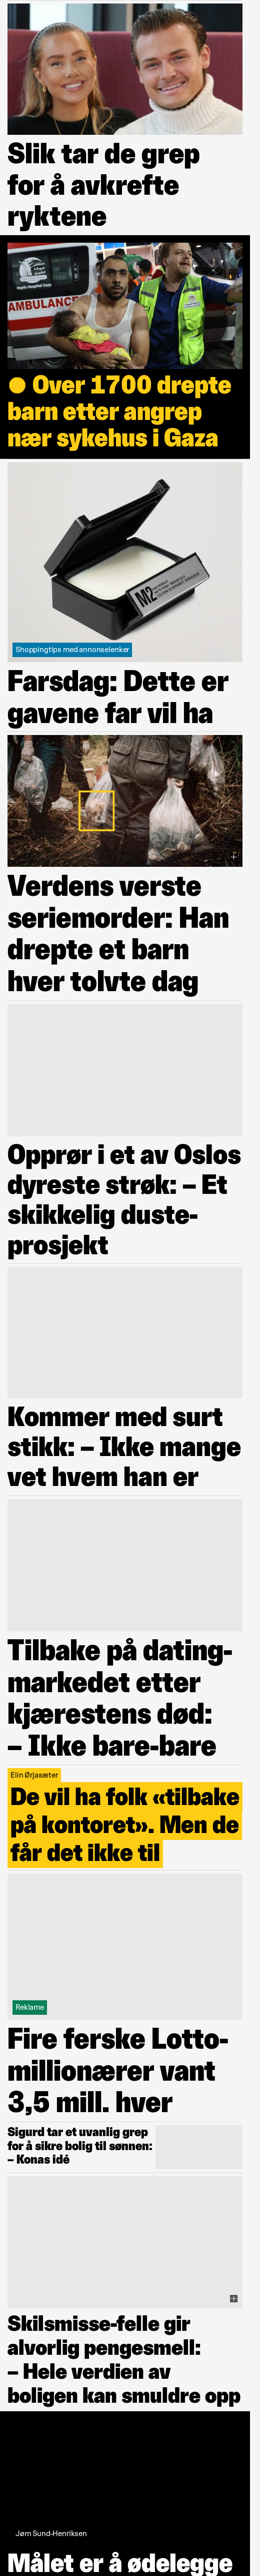 Slik tar de grep
for å avkrefte
ryktene
AMBULANCE
Over 1700 drepte
barn etter angrep
nær sykehus i Gaza
M2
Shoppingtips med annonselenker
Farsdag: Dette er
gavene far vil ha
Verdens verste
seriemorder: Han
drepte et barn
hver tolvte dag
Opprør i et av Oslos
dyreste strøk: – Et
skikkelig duste-
prosjekt
Kommer med surt
stikk: – Ikke mange
vet hvem han er
Tilbake på dating-
markedet etter
kjærestens død:
– Ikke bare-bare
Elin Ørjasæter
De vil ha folk «tilbake
på kontoret». Men de
får det ikke til
Reklame
Fire ferske Lotto-
millionærer vant
3,5 mill. hver
Sigurd tar et uvanlig grep
for å sikre bolig til sønnen:
– Konas idé
Skilsmisse-felle gir
alvorlig pengesmell:
– Hele verdien av
boligen kan smuldre opp
Jørn Sund-Henriksen
Målet er å ødelegge